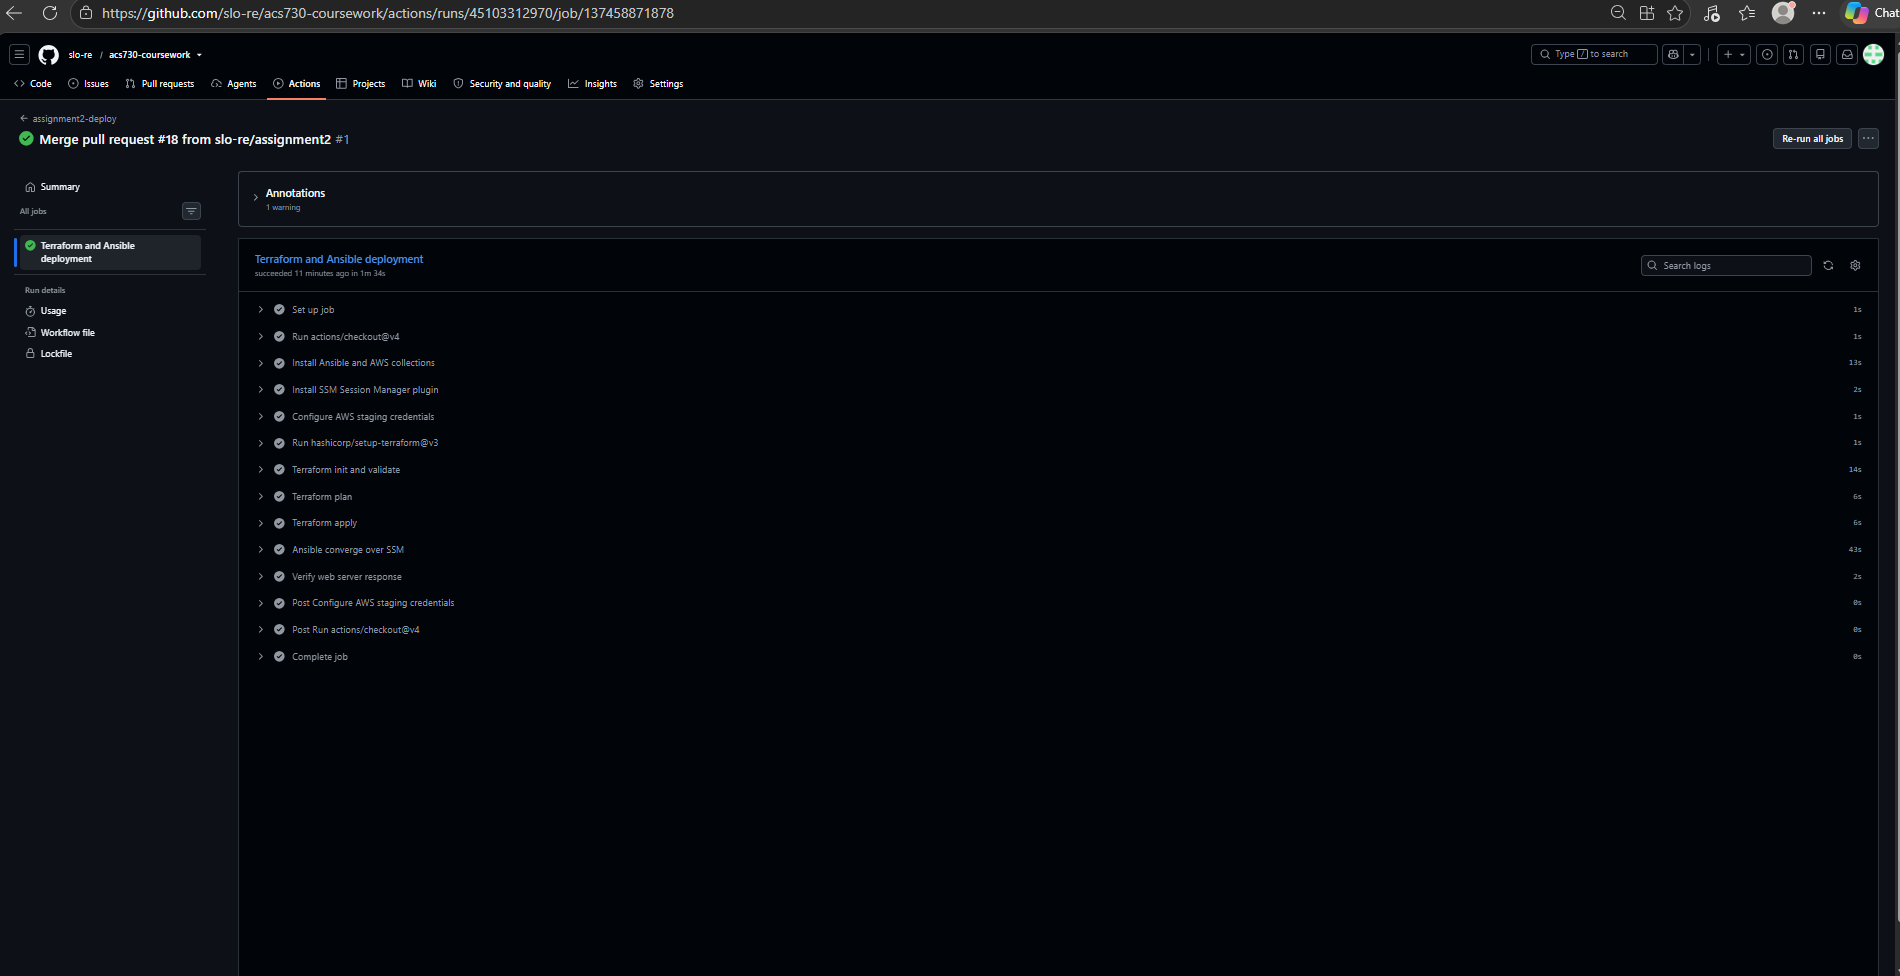 https://github.com/slo-re/acs730-coursework/actions/runs/45103312970/job/137458871878
Chat
slo-re / acs730-coursework
Type / to search
Code
Issues
Pull requests
Agents
Actions
Projects
Wiki
Security and quality
Insights
Settings
assignment2-deploy
Merge pull request #18 from slo-re/assignment2 #1
Re-run all jobs
Summary
All jobs
Terraform and Ansible
deployment
Run details
Usage
Workflow file
Lockfile
Annotations
1 warning
Terraform and Ansible deployment
succeeded 11 minutes ago in 1m 34s
Search logs
Set up job 1s
Run actions/checkout@v4 1s
Install Ansible and AWS collections 13s
Install SSM Session Manager plugin 2s
Configure AWS staging credentials 1s
Run hashicorp/setup-terraform@v3 1s
Terraform init and validate 14s
Terraform plan 6s
Terraform apply 6s
Ansible converge over SSM 43s
Verify web server response 2s
Post Configure AWS staging credentials 0s
Post Run actions/checkout@v4 0s
Complete job 0s